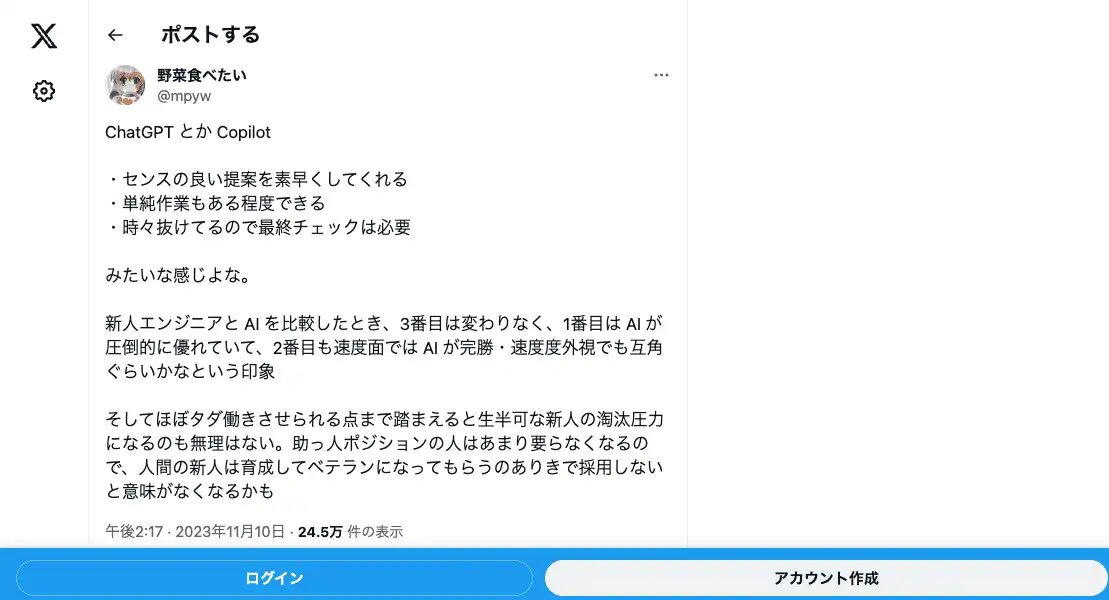 ポストする
野菜食べたい
@mpyw
ChatGPT とか Copilot
・センスの良い提案を素早くしてくれる
・単純作業もある程度できる
・時々抜けてるので最終チェックは必要
みたいな感じよな。
新人エンジニアと AI を比較したとき、3番目は変わりなく、1番目は AI が
圧倒的に優れていて、2番目も速度面では AI が完勝・速度度外視でも互角
ぐらいかなという印象
そしてほぼタダ働きさせられる点まで踏まえると生半可な新人の淘汰圧力
になるのも無理はない。助っ人ポジションの人はあまり要らなくなるの
で、人間の新人は育成してベテランになってもらうのありきで採用しない
と意味がなくなるかも
午後2:17 · 2023年11月10日 · 24.5万 件の表示
ログイン
アカウント作成